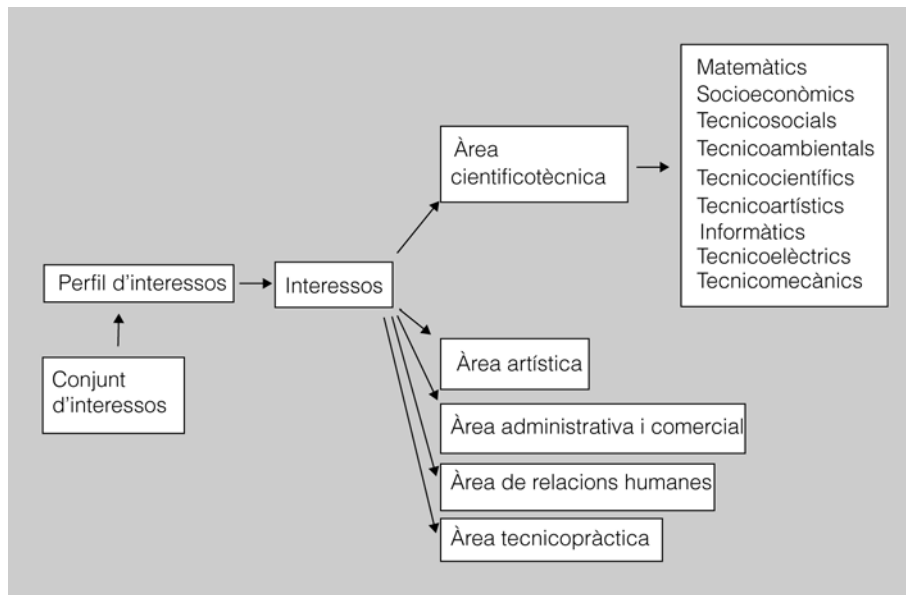 Matemàtics
Socioeconòmics
Tecnicosocials
Tecnicoambientals
Tecnicocientífics
Tecnicoartístics
Informàtics
Tecnicoelèctrics
Tecnicomecànics
Àrea
cientificotècnica
Perfil d'interessos
Interessos
Conjunt
d'interessos
Àrea artística
Àrea administrativa i comercial
Àrea de relacions humanes
Àrea tecnicopràctica